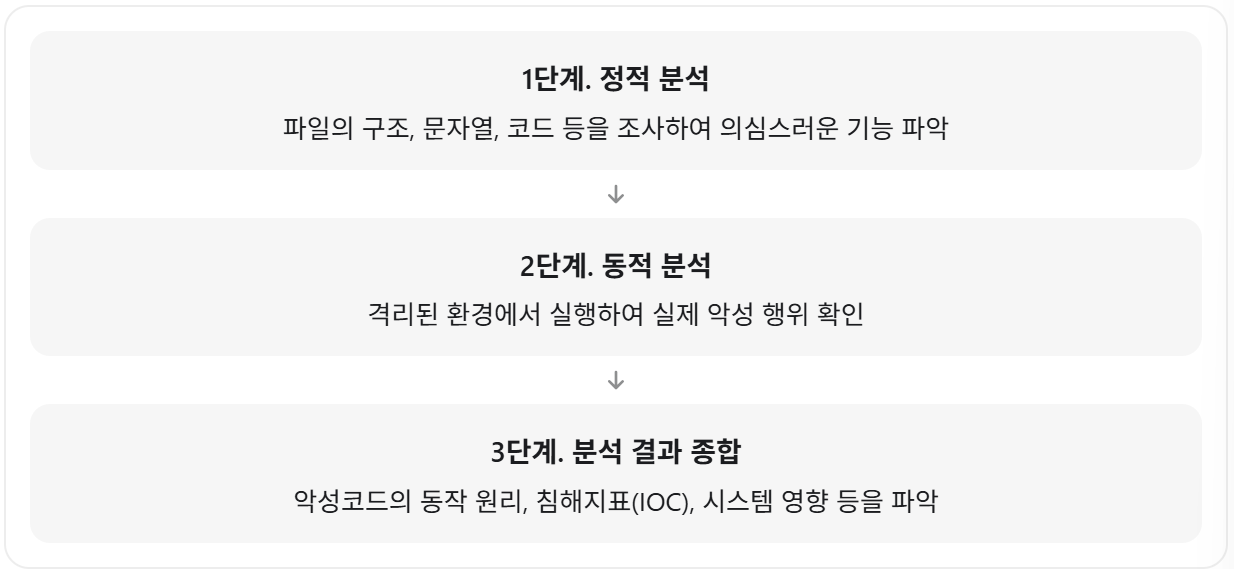 1단계. 정적 분석
파일의 구조, 문자열, 코드 등을 조사하여 의심스러운 기능 파악
↓
2단계. 동적 분석
격리된 환경에서 실행하여 실제 악성 행위 확인
↓
3단계. 분석 결과 종합
악성코드의 동작 원리, 침해지표(IOC), 시스템 영향 등을 파악